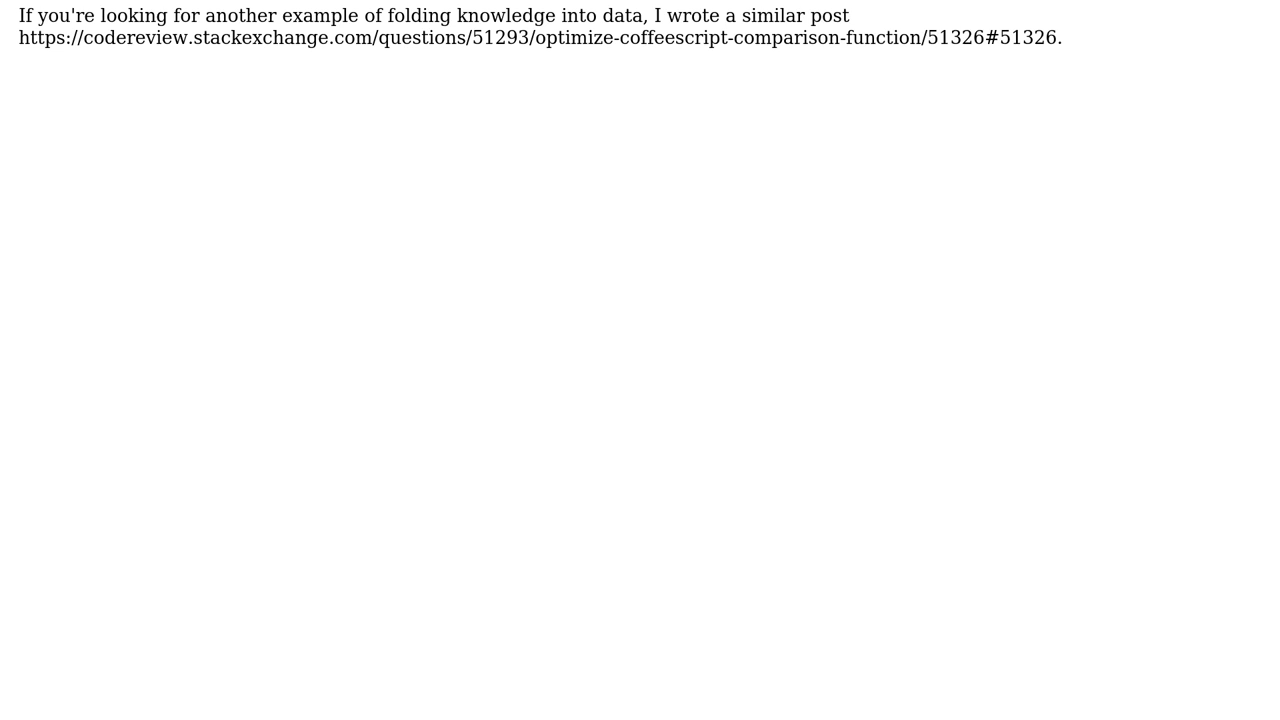 If you're looking for another example of folding knowledge into data, I wrote a similar post
https://codereview.stackexchange.com/questions/51293/optimize-coffeescript-comparison-function/51326#51326.